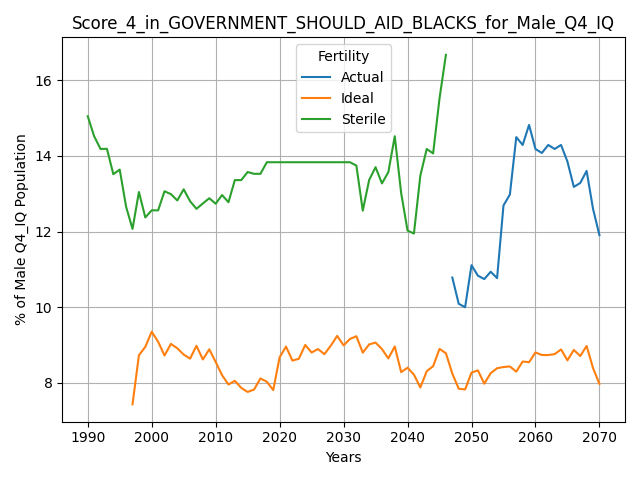 Score_4_in_GOVERNMENT_SHOULD_AID_BLACKS_for_Male_Q4_IQ
Fertility
Actual
Ideal
Sterile
% of Male Q4_IQ Population
16
14
12
10
8
1990 2000 2010 2020 2030 2040 2050 2060 2070
Years